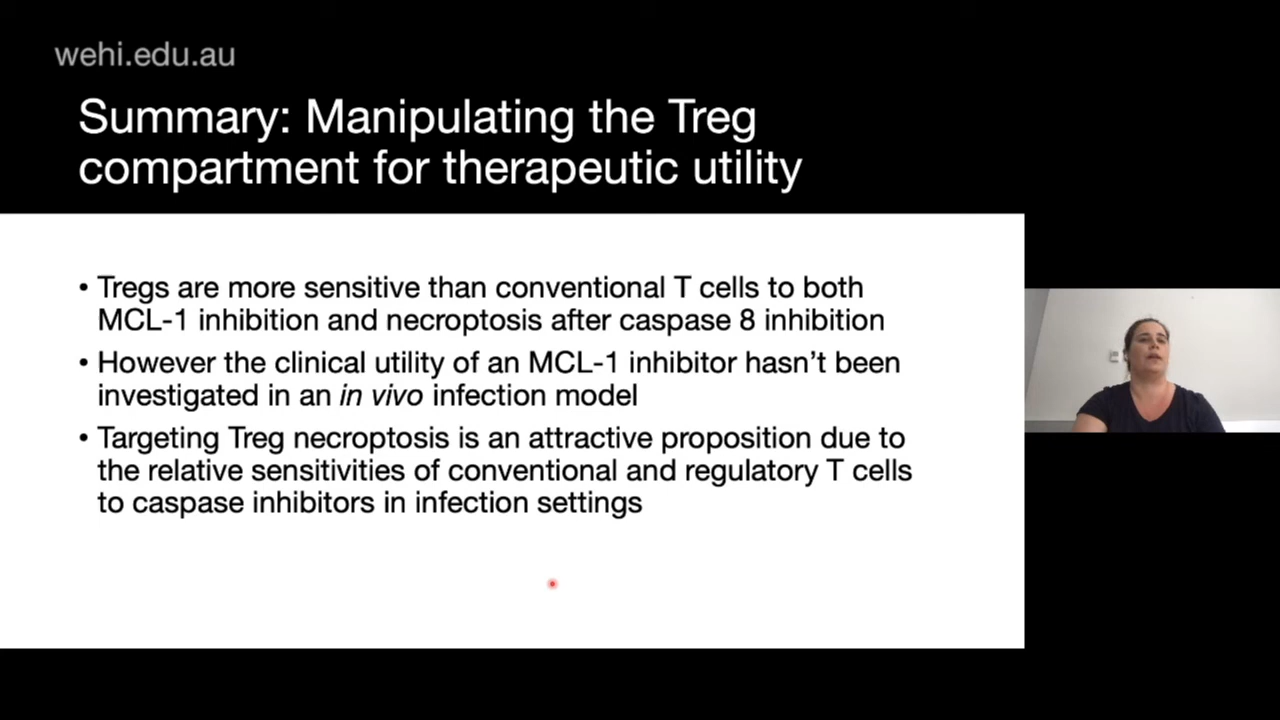 wehi.edu.au
Summary: Manipulating the Treg
compartment for therapeutic utility
• Tregs are more sensitive than conventional T cells to both
MCL-1 inhibition and necroptosis after caspase 8 inhibition
• However the clinical utility of an MCL-1 inhibitor hasn’t been
investigated in an in vivo infection model
• Targeting Treg necroptosis is an attractive proposition due to
the relative sensitivities of conventional and regulatory T cells
to caspase inhibitors in infection settings